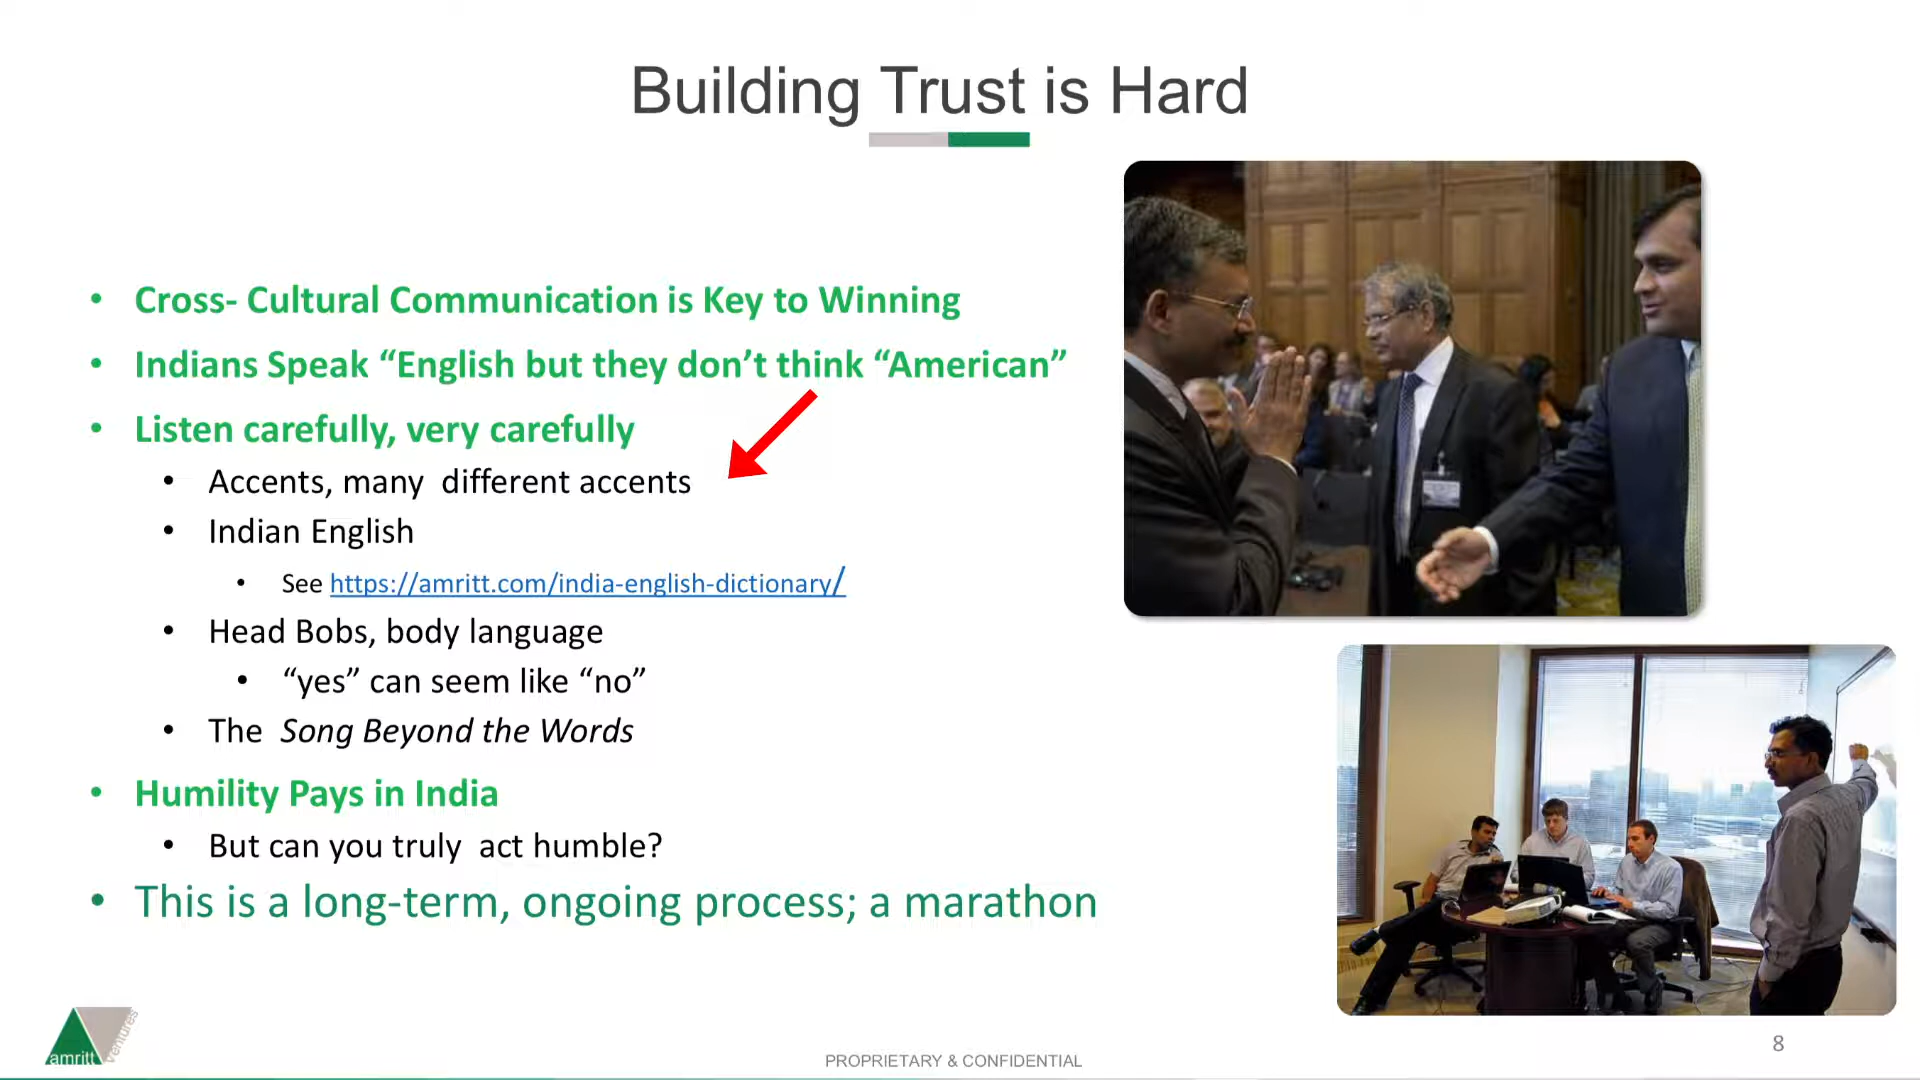 Building Trust is Hard
• Cross- Cultural Communication is Key to Winning
• Indians Speak “English but they don’t think “American”
• Listen carefully, very carefully
• Accents, many different accents
• Indian English
• See https://amritt.com/india-english-dictionary/
• Head Bobs, body language
• “yes” can seem like “no”
• The Song Beyond the Words
• Humility Pays in India
• But can you truly act humble?
• This is a long-term, ongoing process; a marathon
amritt ventures
PROPRIETARY & CONFIDENTIAL
8